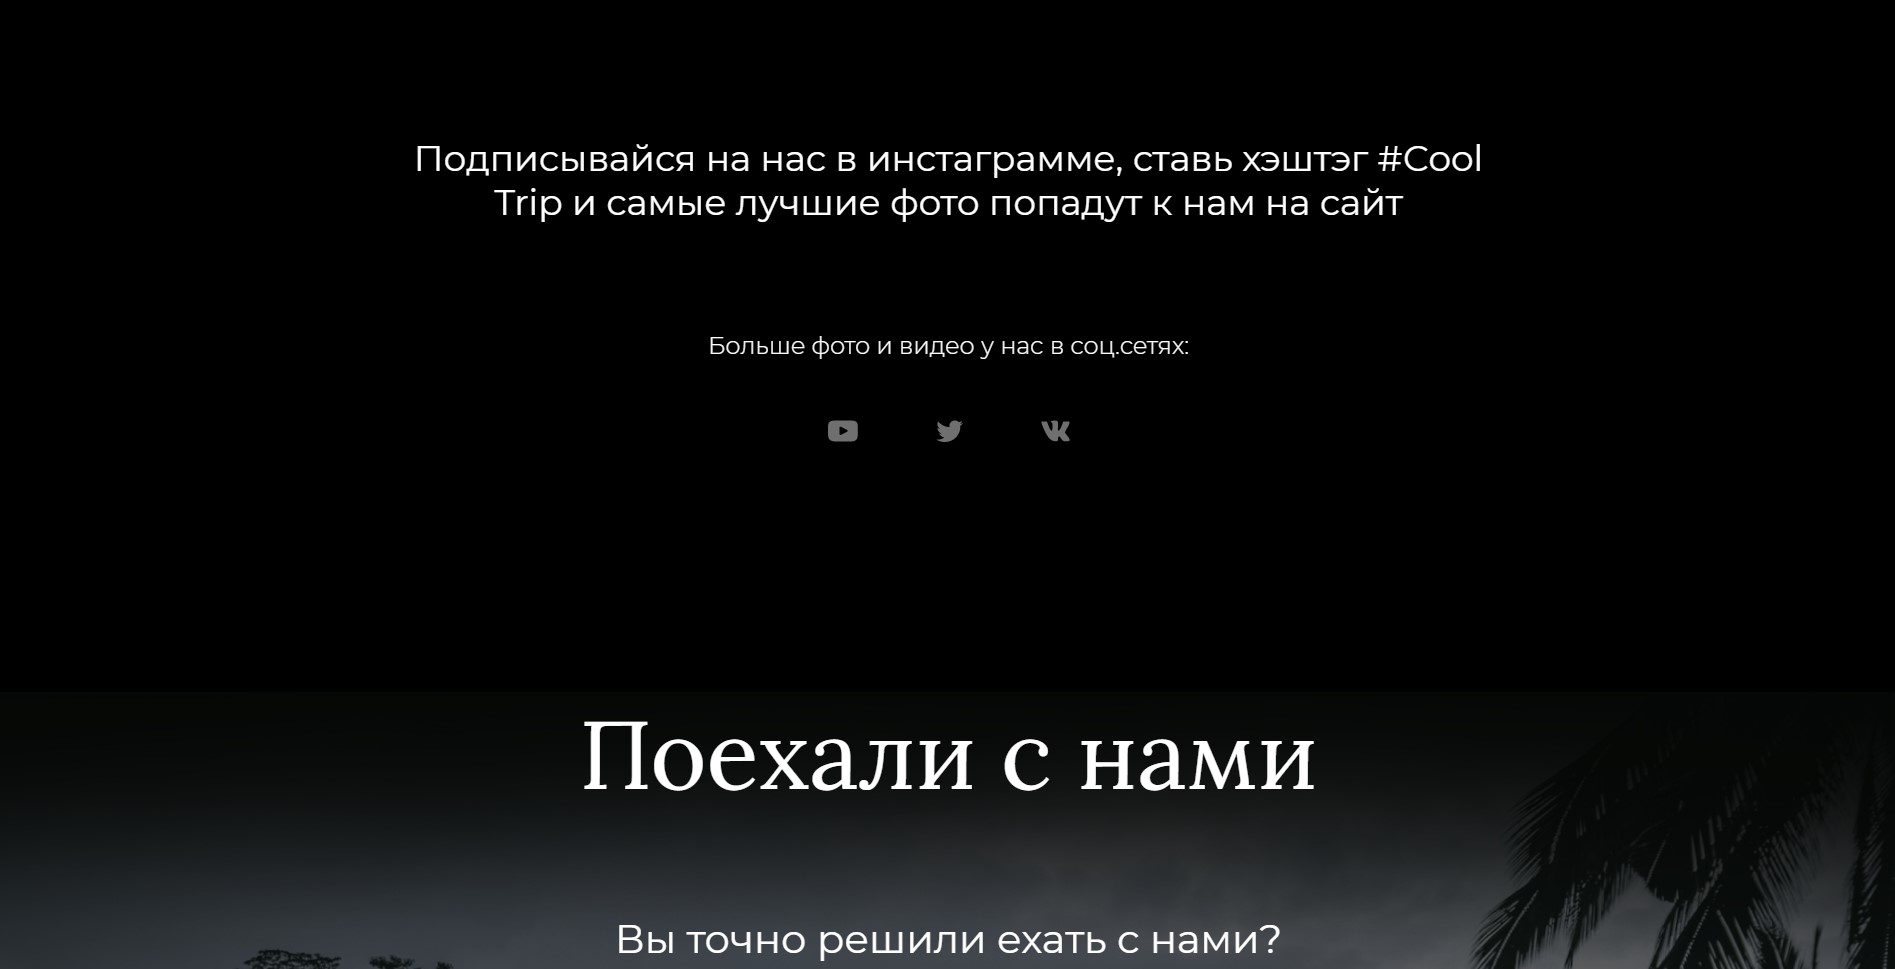 Подписывайся на нас в инстаграмме, ставь хэштэг #Cool
Trip и самые лучшие фото попадут к нам на сайт
Больше фото и видео у нас в соц.сетях:
Поехали с нами
Вы точно решили ехать с нами?